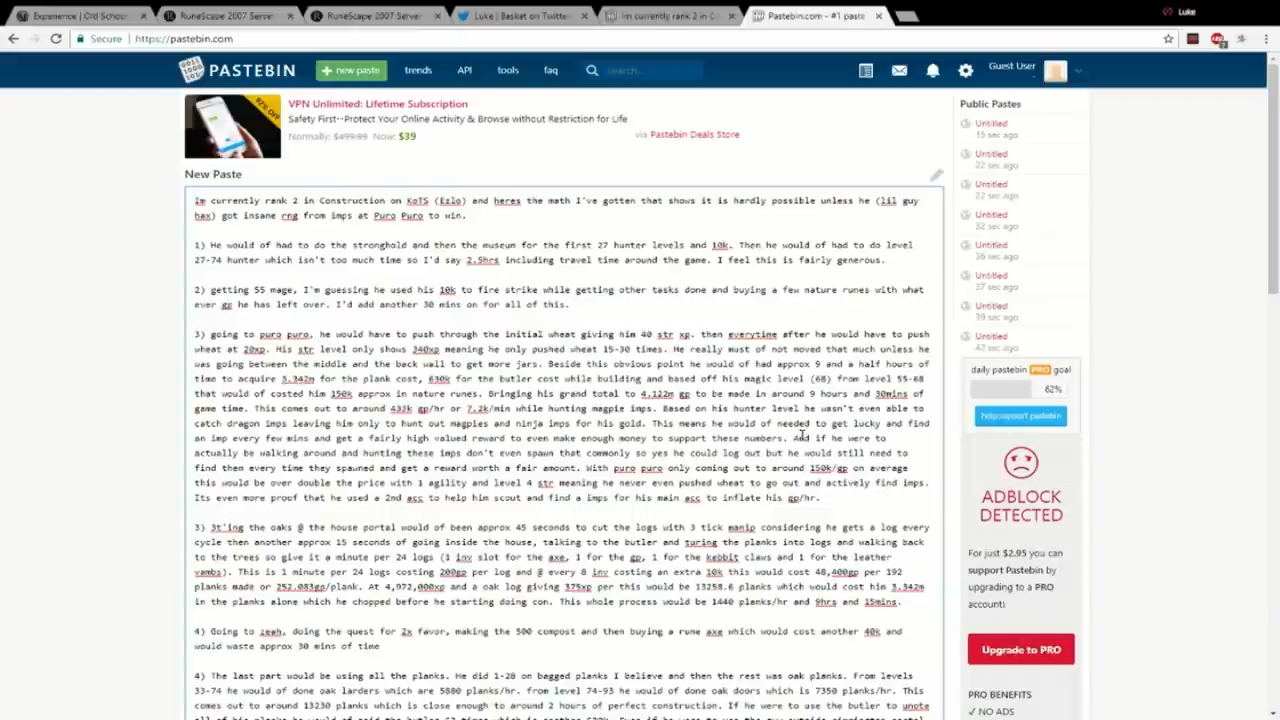 Experience | Old School
RuneScape 2007 Server
RuneScape 2007 Server
Luke | Basket on Twitter
Im currently rank 2 in C
Pastebin.com - #1 paste
Luke
Secure
https://pastebin.com
PASTEBIN
+ new paste
trends
API
tools
faq
Search...
Guest User
VPN Unlimited: Lifetime Subscription
Safety First--Protect Your Online Activity & Browse without Restriction for Life
Normally: $499.99 Now: $39
via Pastebin Deals Store
92% OFF
New Paste
Im currently rank 2 in Construction on KoTS (Ezlo) and heres the math I've gotten that shows it is hardly possible unless he (lil guy
hax) got insane rng from imps at Puro Puro to win.
1) He would of had to do the stronghold and then the museum for the first 27 hunter levels and 10k. Then he would of had to do level
27-74 hunter which isn't too much time so I'd say 2.5hrs including travel time around the game. I feel this is fairly generous.
2) getting 55 mage, I'm guessing he used his 10k to fire strike while getting other tasks done and buying a few nature runes with what
ever gp he has left over. I'd add another 30 mins on for all of this.
3) going to puro puro, he would have to push through the initial wheat giving him 40 str xp. then everytime after he would have to push
wheat at 20xp. His str level only shows 340xp meaning he only pushed wheat 15-30 times. He really must of not moved that much unless he
was going between the middle and the back wall to get more jars. Beside this obvious point he would of had approx 9 and a half hours of
time to acquire 3.342m for the plank cost, 630k for the butler cost while building and based off his magic level (68) from level 55-68
that would of costed him 150k approx in nature runes. Bringing his grand total to 4.122m gp to be made in around 9 hours and 30mins of
game time. This comes out to around 433k gp/hr or 7.2k/min while hunting magpie imps. Based on his hunter level he wasn't even able to
catch dragon imps leaving him only to hunt out magpies and ninja imps for his gold. This means he would of needed to get lucky and find
an imp every few mins and get a fairly high valued reward to even make enough money to support these numbers. And if he were to
actually be walking around and hunting these imps don't even spawn that commonly so yes he could log out but he would still need to
find them every time they spawned and get a reward worth a fair amount. With puro puro only coming out to around 150k/gp on average
this would be over double the price with 1 agility and level 4 str meaning he never even pushed wheat to go out and actively find imps.
Its even more proof that he used a 2nd acc to help him scout and find a imps for his main acc to inflate his gp/hr.
3) 3t'ing the oaks @ the house portal would of been approx 45 seconds to cut the logs with 3 tick manip considering he gets a log every
cycle then another approx 15 seconds of going inside the house, talking to the butler and turing the planks into logs and walking back
to the trees so give it a minute per 24 logs (1 inv slot for the axe, 1 for the gp, 1 for the kebbit claws and 1 for the leather
vambs). This is 1 minute per 24 logs costing 200gp per log and @ every 8 inv costing an extra 10k this would cost 48,400gp per 192
planks made or 252.083gp/plank. At 4,972,000xp and a oak log giving 375xp per this would be 13258.6 planks which would cost him 3.342m
in the planks alone which he chopped before he starting doing con. This whole process would be 1440 planks/hr and 9hrs and 15mins.
4) Going to zeah, doing the quest for 2x favor, making the 500 compost and then buying a rune axe which would cost another 40k and
would waste approx 30 mins of time
4) The last part would be using all the planks. He did 1-28 on bagged planks I believe and then the rest was oak planks. From levels
33-74 he would of done oak larders which are 5880 planks/hr. from level 74-93 he would of done oak doors which is 7350 planks/hr. This
comes out to around 13230 planks which is close enough to around 2 hours of perfect construction. If he were to use the butler to unote
Public Pastes
Untitled
15 sec ago
Untitled
22 sec ago
Untitled
22 sec ago
Untitled
32 sec ago
Untitled
36 sec ago
Untitled
37 sec ago
Untitled
39 sec ago
Untitled
42 sec ago
daily pastebin PRO goal
62%
help support pastebin
ADBLOCK
DETECTED
For just $2.95 you can
support Pastebin by
upgrading to a PRO
account!
Upgrade to PRO
PRO BENEFITS
✓ NO ADS